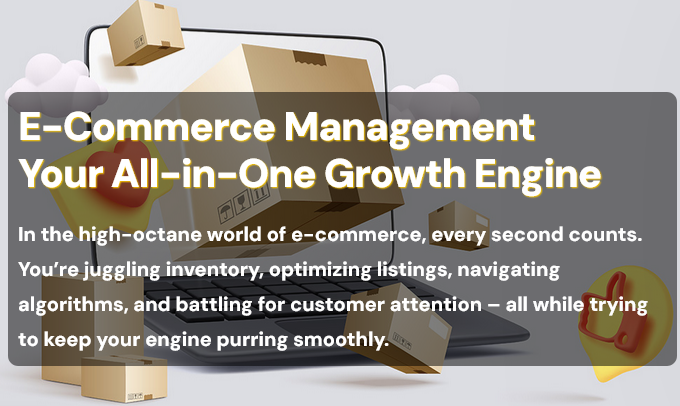 E-Commerce Management
Your All-in-One Growth Engine
In the high-octane world of e-commerce, every second counts.
You’re juggling inventory, optimizing listings, navigating
algorithms, and battling for customer attention – all while trying
to keep your engine purring smoothly.